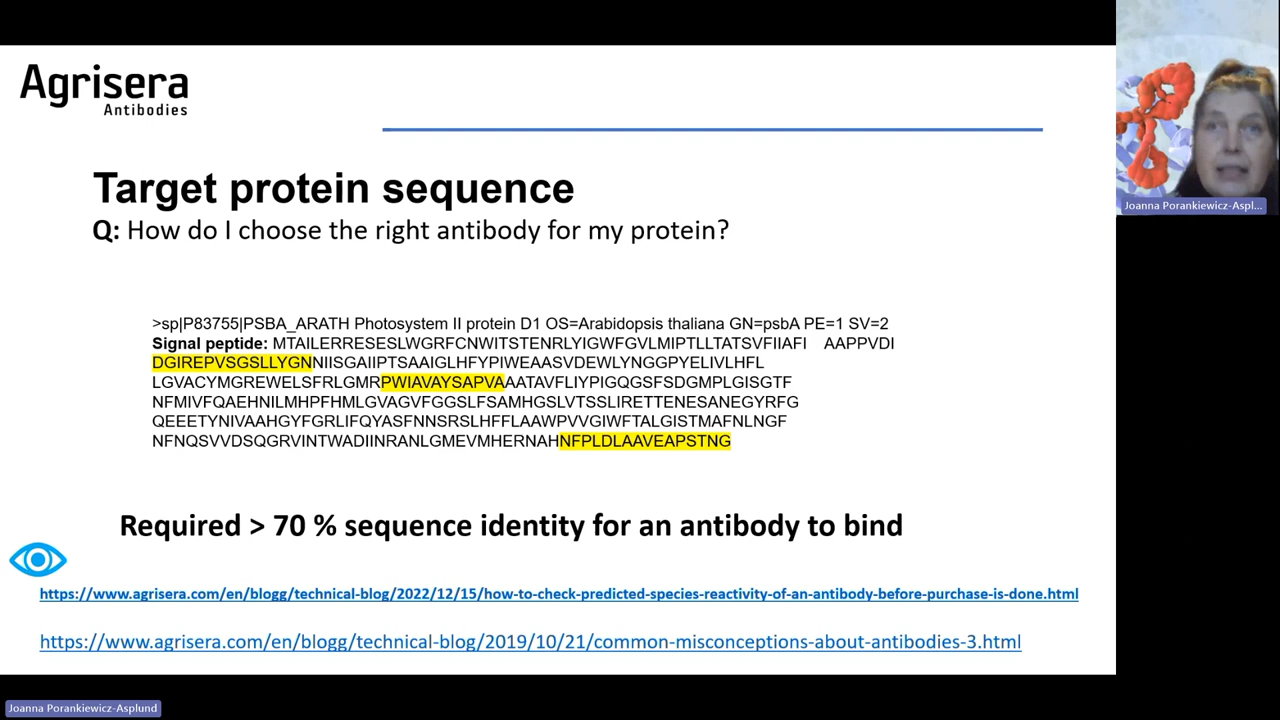 Agrisera
Antibodies
Target protein sequence
Q: How do I choose the right antibody for my protein?
>sp|P83755|PSBA_ARATH Photosystem II protein D1 OS=Arabidopsis thaliana GN=psbA PE=1 SV=2
Signal peptide: MTAILERRESESLWGRFCNWITSTENRLYIGWFGVLMIPTLLTATSVFIIAFI AAPPVDI
DGIREPVSGSLLYGNNIISGAIIPTSAAIGLHFYPIWEAASVDEWLYNGGPYELIVLHFL
LGVACYMGREWELSFRLGMRPWIAVAYSAPVAAATAVFLIYPIGQGSFSDGMPLGISGTF
NFMIVFQAEHNILMHPFHMLGVAGVFGGSLFSAMHGSLVTSSLIRETTENESANEGYRFG
QEEETYNIVAAHGYFGRLIFQYASFNNSRSLHFFLAAWPVVGIWFTALGISTMAFNLNGF
NFNQSVVDSQGRVINTWADIINRANLGMEVMHERNAHNFPLDLAAVEAPSTNG
Required > 70 % sequence identity for an antibody to bind
https://www.agrisera.com/en/blogg/technical-blog/2022/12/15/how-to-check-predicted-species-reactivity-of-an-antibody-before-purchase-is-done.html
https://www.agrisera.com/en/blogg/technical-blog/2019/10/21/common-misconceptions-about-antibodies-3.html
Joanna Porankiewicz-Aspl...
Joanna Porankiewicz-Asplund